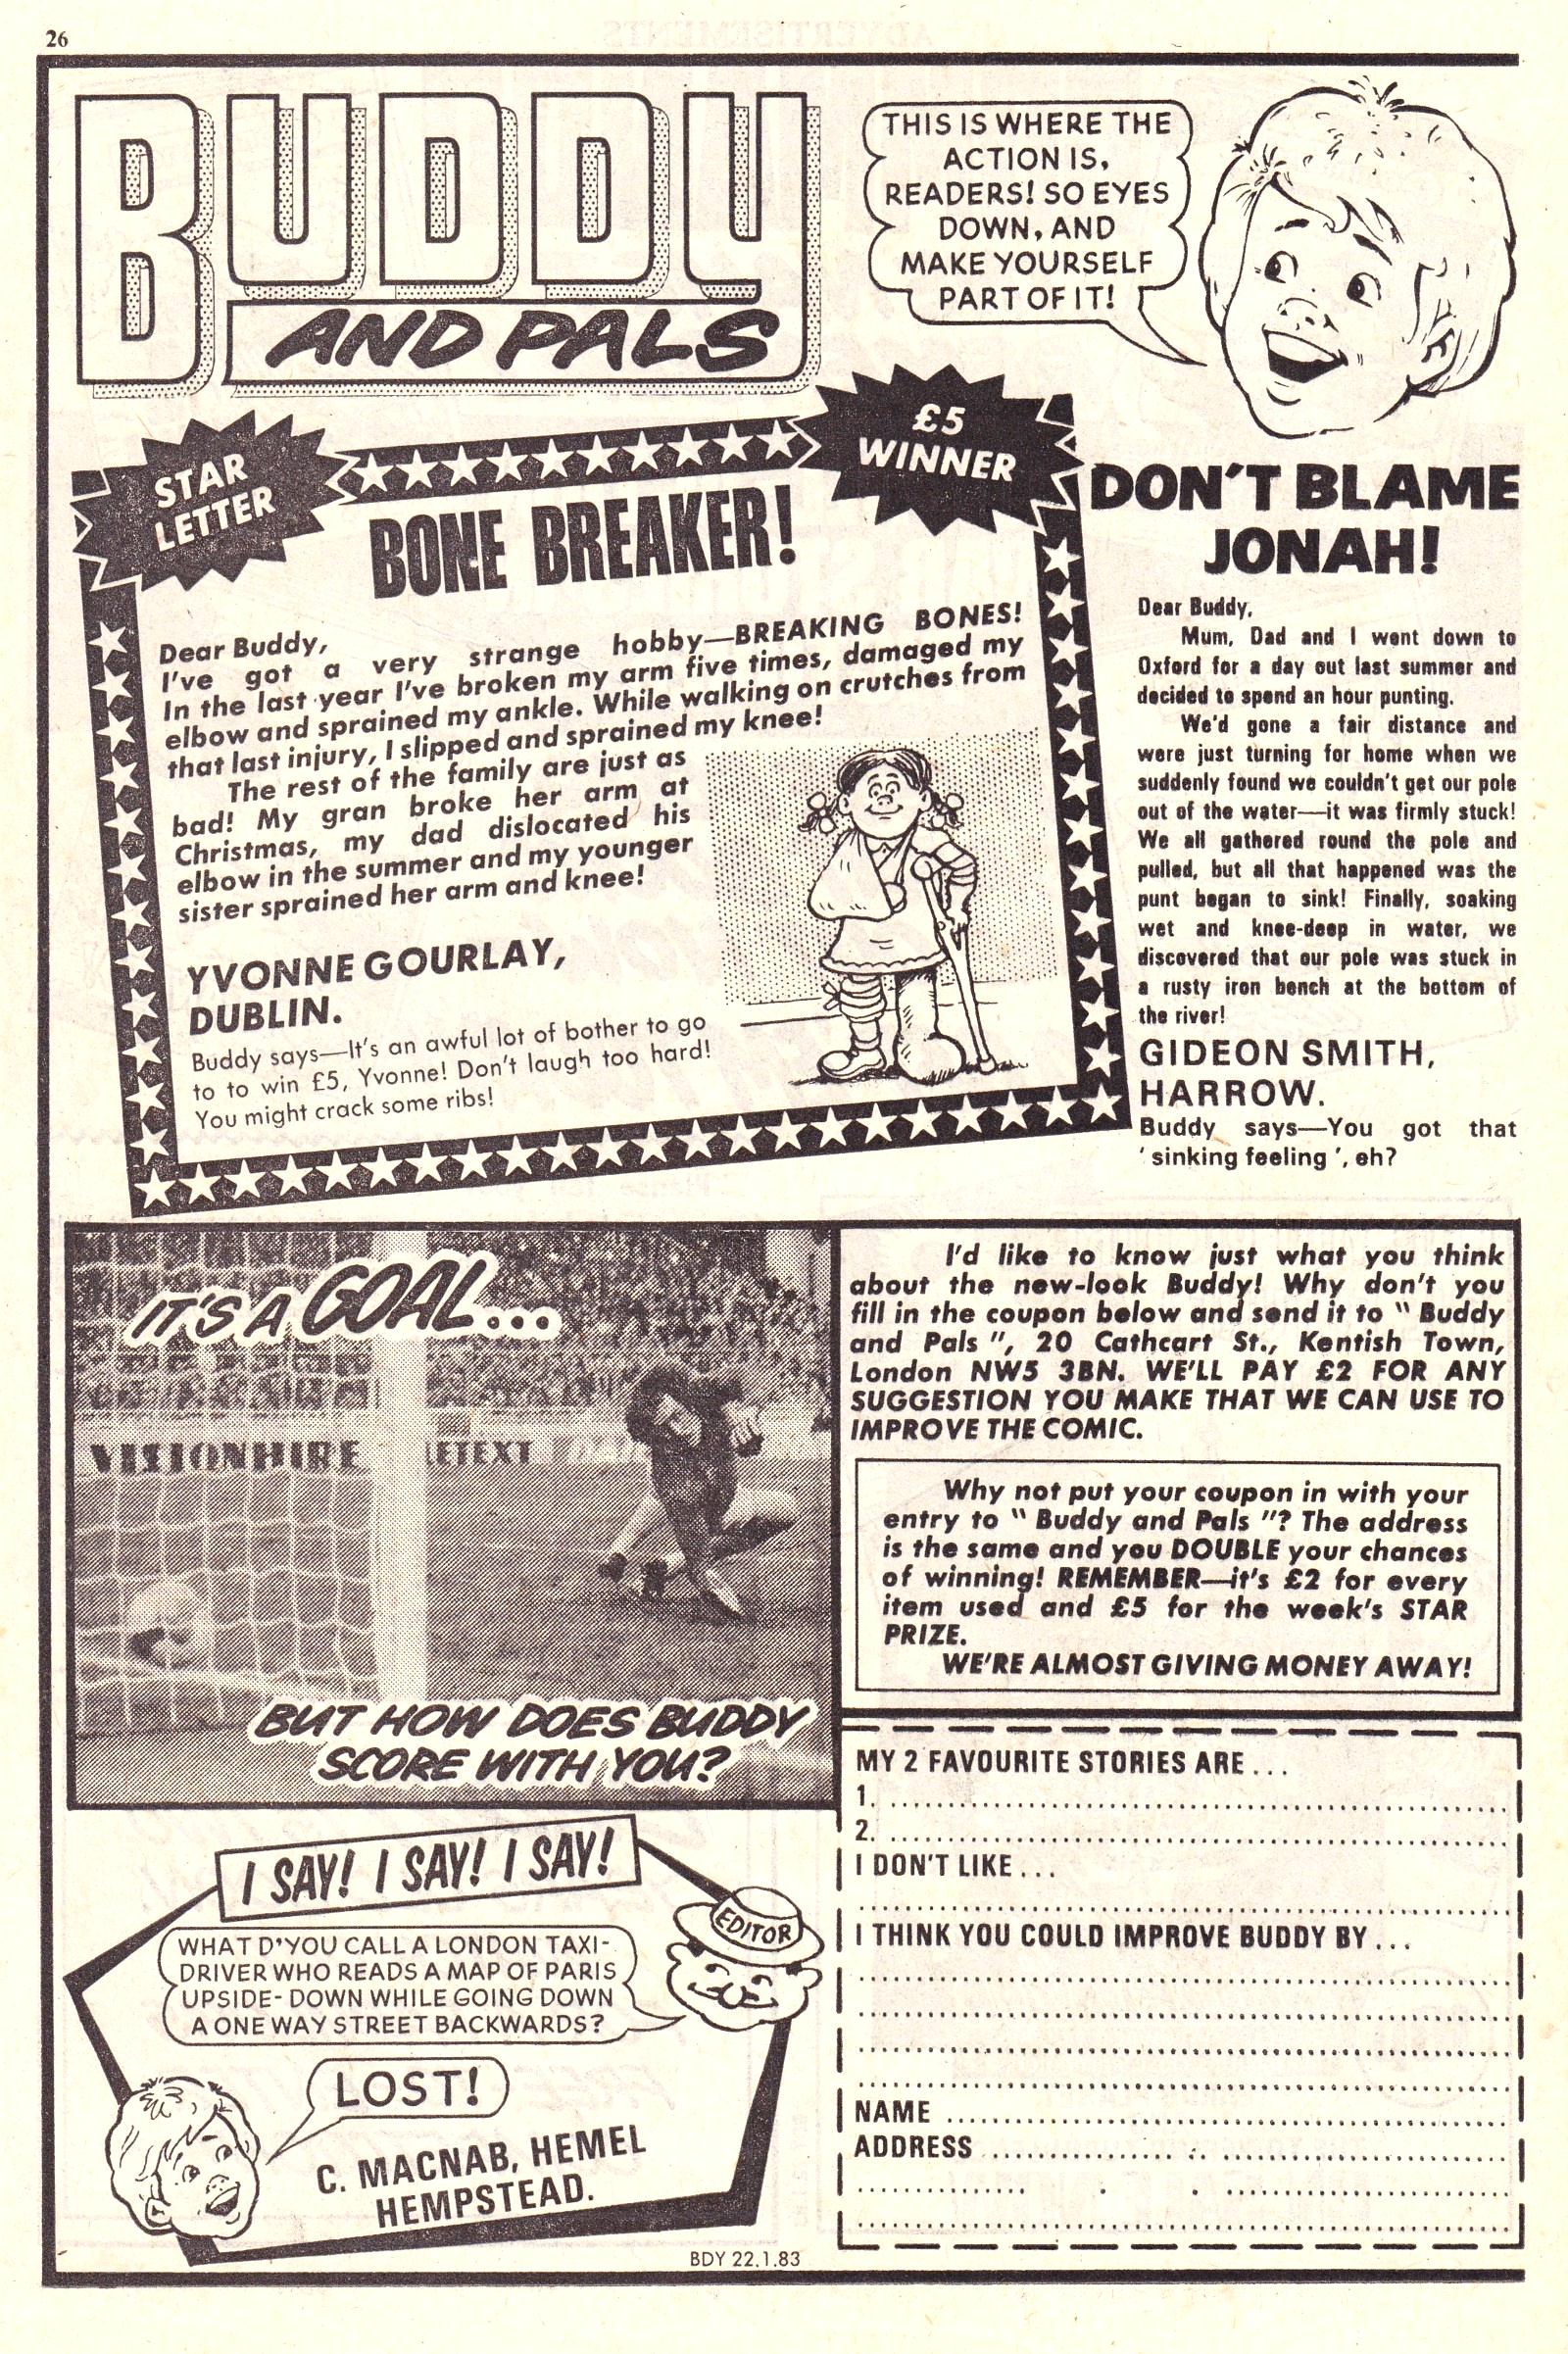 26
BUDDY
AND PALS
THIS IS WHERE THE
ACTION IS,
READERS! SO EYES
DOWN, AND
MAKE YOURSELF
PART OF IT!
STAR
LETTER
£5
WINNER
BONE BREAKER!
Dear Buddy,
I've got a very strange hobby—BREAKING BONES!
In the last year I've broken my arm five times, damaged my
elbow and sprained my ankle. While walking on crutches from
that last injury, I slipped and sprained my knee!
The rest of the family are just as
bad! My gran broke her arm at
Christmas, my dad dislocated his
elbow in the summer and my younger
sister sprained her arm and knee!
YVONNE GOURLAY,
DUBLIN.
Buddy says—It's an awful lot of bother to go
to to win £5, Yvonne! Don't laugh too hard!
You might crack some ribs!
DON'T BLAME
JONAH!
Dear Buddy,
Mum, Dad and I went down to
Oxford for a day out last summer and
decided to spend an hour punting.
We'd gone a fair distance and
were just turning for home when we
suddenly found we couldn't get our pole
out of the water—it was firmly stuck!
We all gathered round the pole and
pulled, but all that happened was the
punt began to sink! Finally, soaking
wet and knee-deep in water, we
discovered that our pole was stuck in
a rusty iron bench at the bottom of
the river!
GIDEON SMITH,
HARROW.
Buddy says—You got that
' sinking feeling ', eh?
IT'S A GOAL...
VISIONHIRE
LETEXT
BUT HOW DOES BUDDY
SCORE WITH YOU?
I'd like to know just what you think
about the new-look Buddy! Why don't you
fill in the coupon below and send it to " Buddy
and Pals ", 20 Cathcart St., Kentish Town,
London NW5 3BN. WE'LL PAY £2 FOR ANY
SUGGESTION YOU MAKE THAT WE CAN USE TO
IMPROVE THE COMIC.
Why not put your coupon in with your
entry to " Buddy and Pals "? The address
is the same and you DOUBLE your chances
of winning! REMEMBER—it's £2 for every
item used and £5 for the week's STAR
PRIZE.
WE'RE ALMOST GIVING MONEY AWAY!
MY 2 FAVOURITE STORIES ARE . . .
1.
2.
I DON'T LIKE . . .
I THINK YOU COULD IMPROVE BUDDY BY . . .
NAME
ADDRESS
I SAY! I SAY! I SAY!
EDITOR
WHAT D'YOU CALL A LONDON TAXI-
DRIVER WHO READS A MAP OF PARIS
UPSIDE-DOWN WHILE GOING DOWN
A ONE WAY STREET BACKWARDS?
LOST!
C. MACNAB, HEMEL
HEMPSTEAD.
BDY 22.1.83